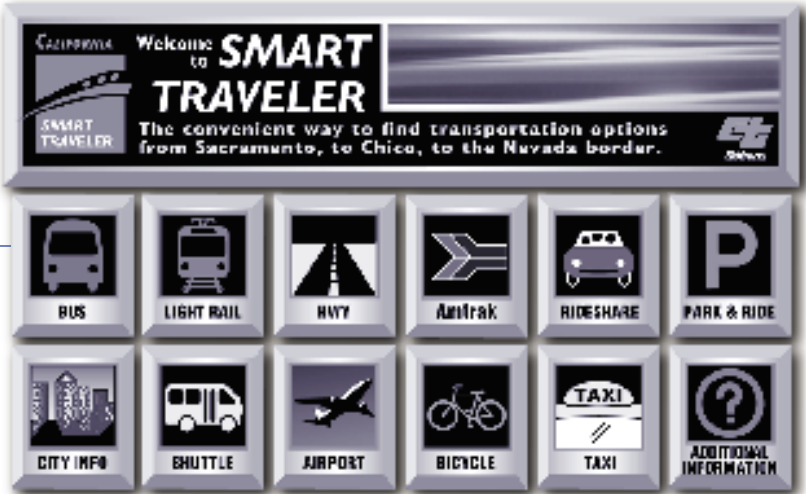 CALIFORNIA
SMART
TRAVELER
Welcome
to SMART
TRAVELER
The convenient way to find transportation options
from Sacramento, to Chico, to the Nevada border.
BUS
LIGHT RAIL
HWY
Amtrak
RIDESHARE
P
PARK & RIDE
CITY INFO
SHUTTLE
AIRPORT
BICYCLE
TAXI
TAXI
?
ADDITIONAL
INFORMATION